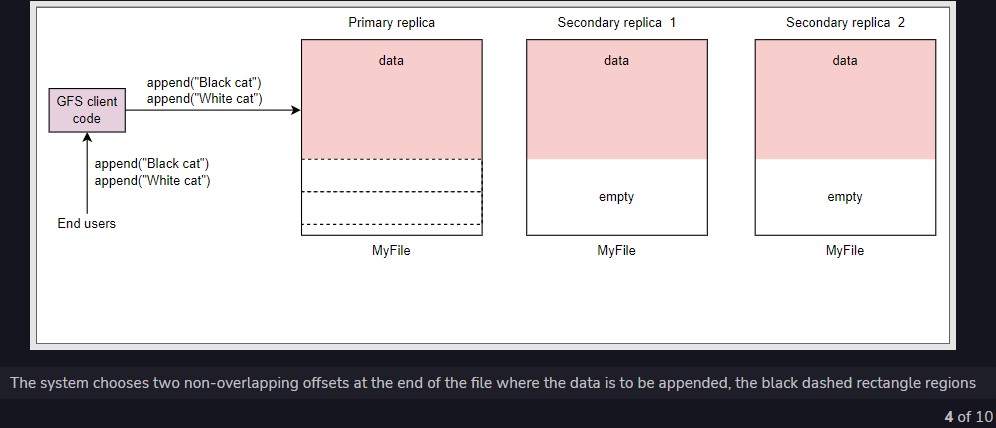 Primary replica
Secondary replica 1
Secondary replica 2
data
data
data
append("Black cat")
append("White cat")
GFS client
code
append("Black cat")
append("White cat")
empty
empty
End users
MyFile
MyFile
MyFile
The system chooses two non-overlapping offsets at the end of the file where the data is to be appended, the black dashed rectangle regions
4 of 10